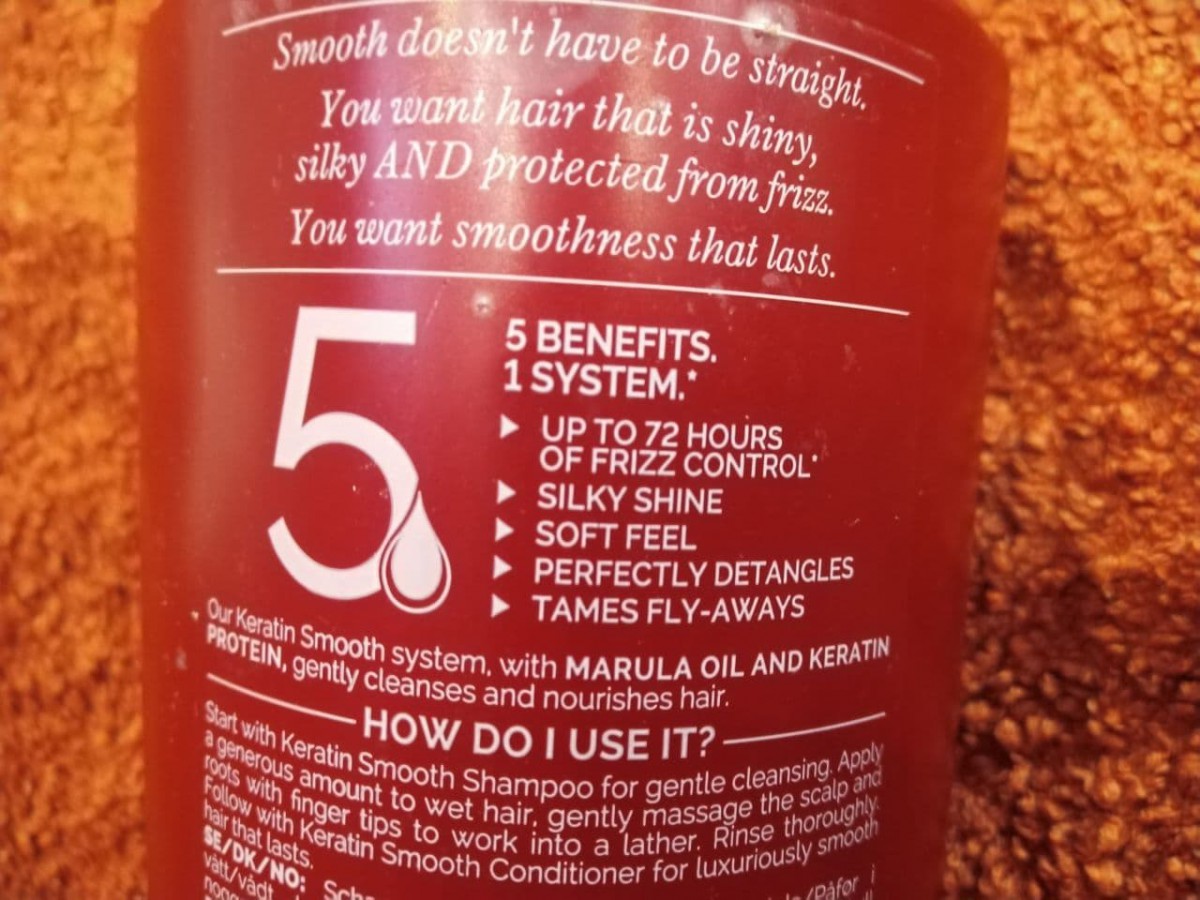 Smooth doesn't have to be straight.
You want hair that is shiny,
silky AND protected from frizz.
You want smoothness that lasts.
5
5 BENEFITS.
1 SYSTEM.*
UP TO 72 HOURS
OF FRIZZ CONTROL*
SILKY SHINE
SOFT FEEL
PERFECTLY DETANGLES
TAMES FLY-AWAYS
Our Keratin Smooth system, with MARULA OIL AND KERATIN
PROTEIN, gently cleanses and nourishes hair.
HOW DO I USE IT?
Start with Keratin Smooth Shampoo for gentle cleansing. Apply
a generous amount to wet hair, gently massage the scalp and
roots with finger tips to work into a lather. Rinse thoroughly.
Follow with Keratin Smooth Conditioner for luxuriously smooth
hair that lasts.
SE/DK/NO:
vått/vådt